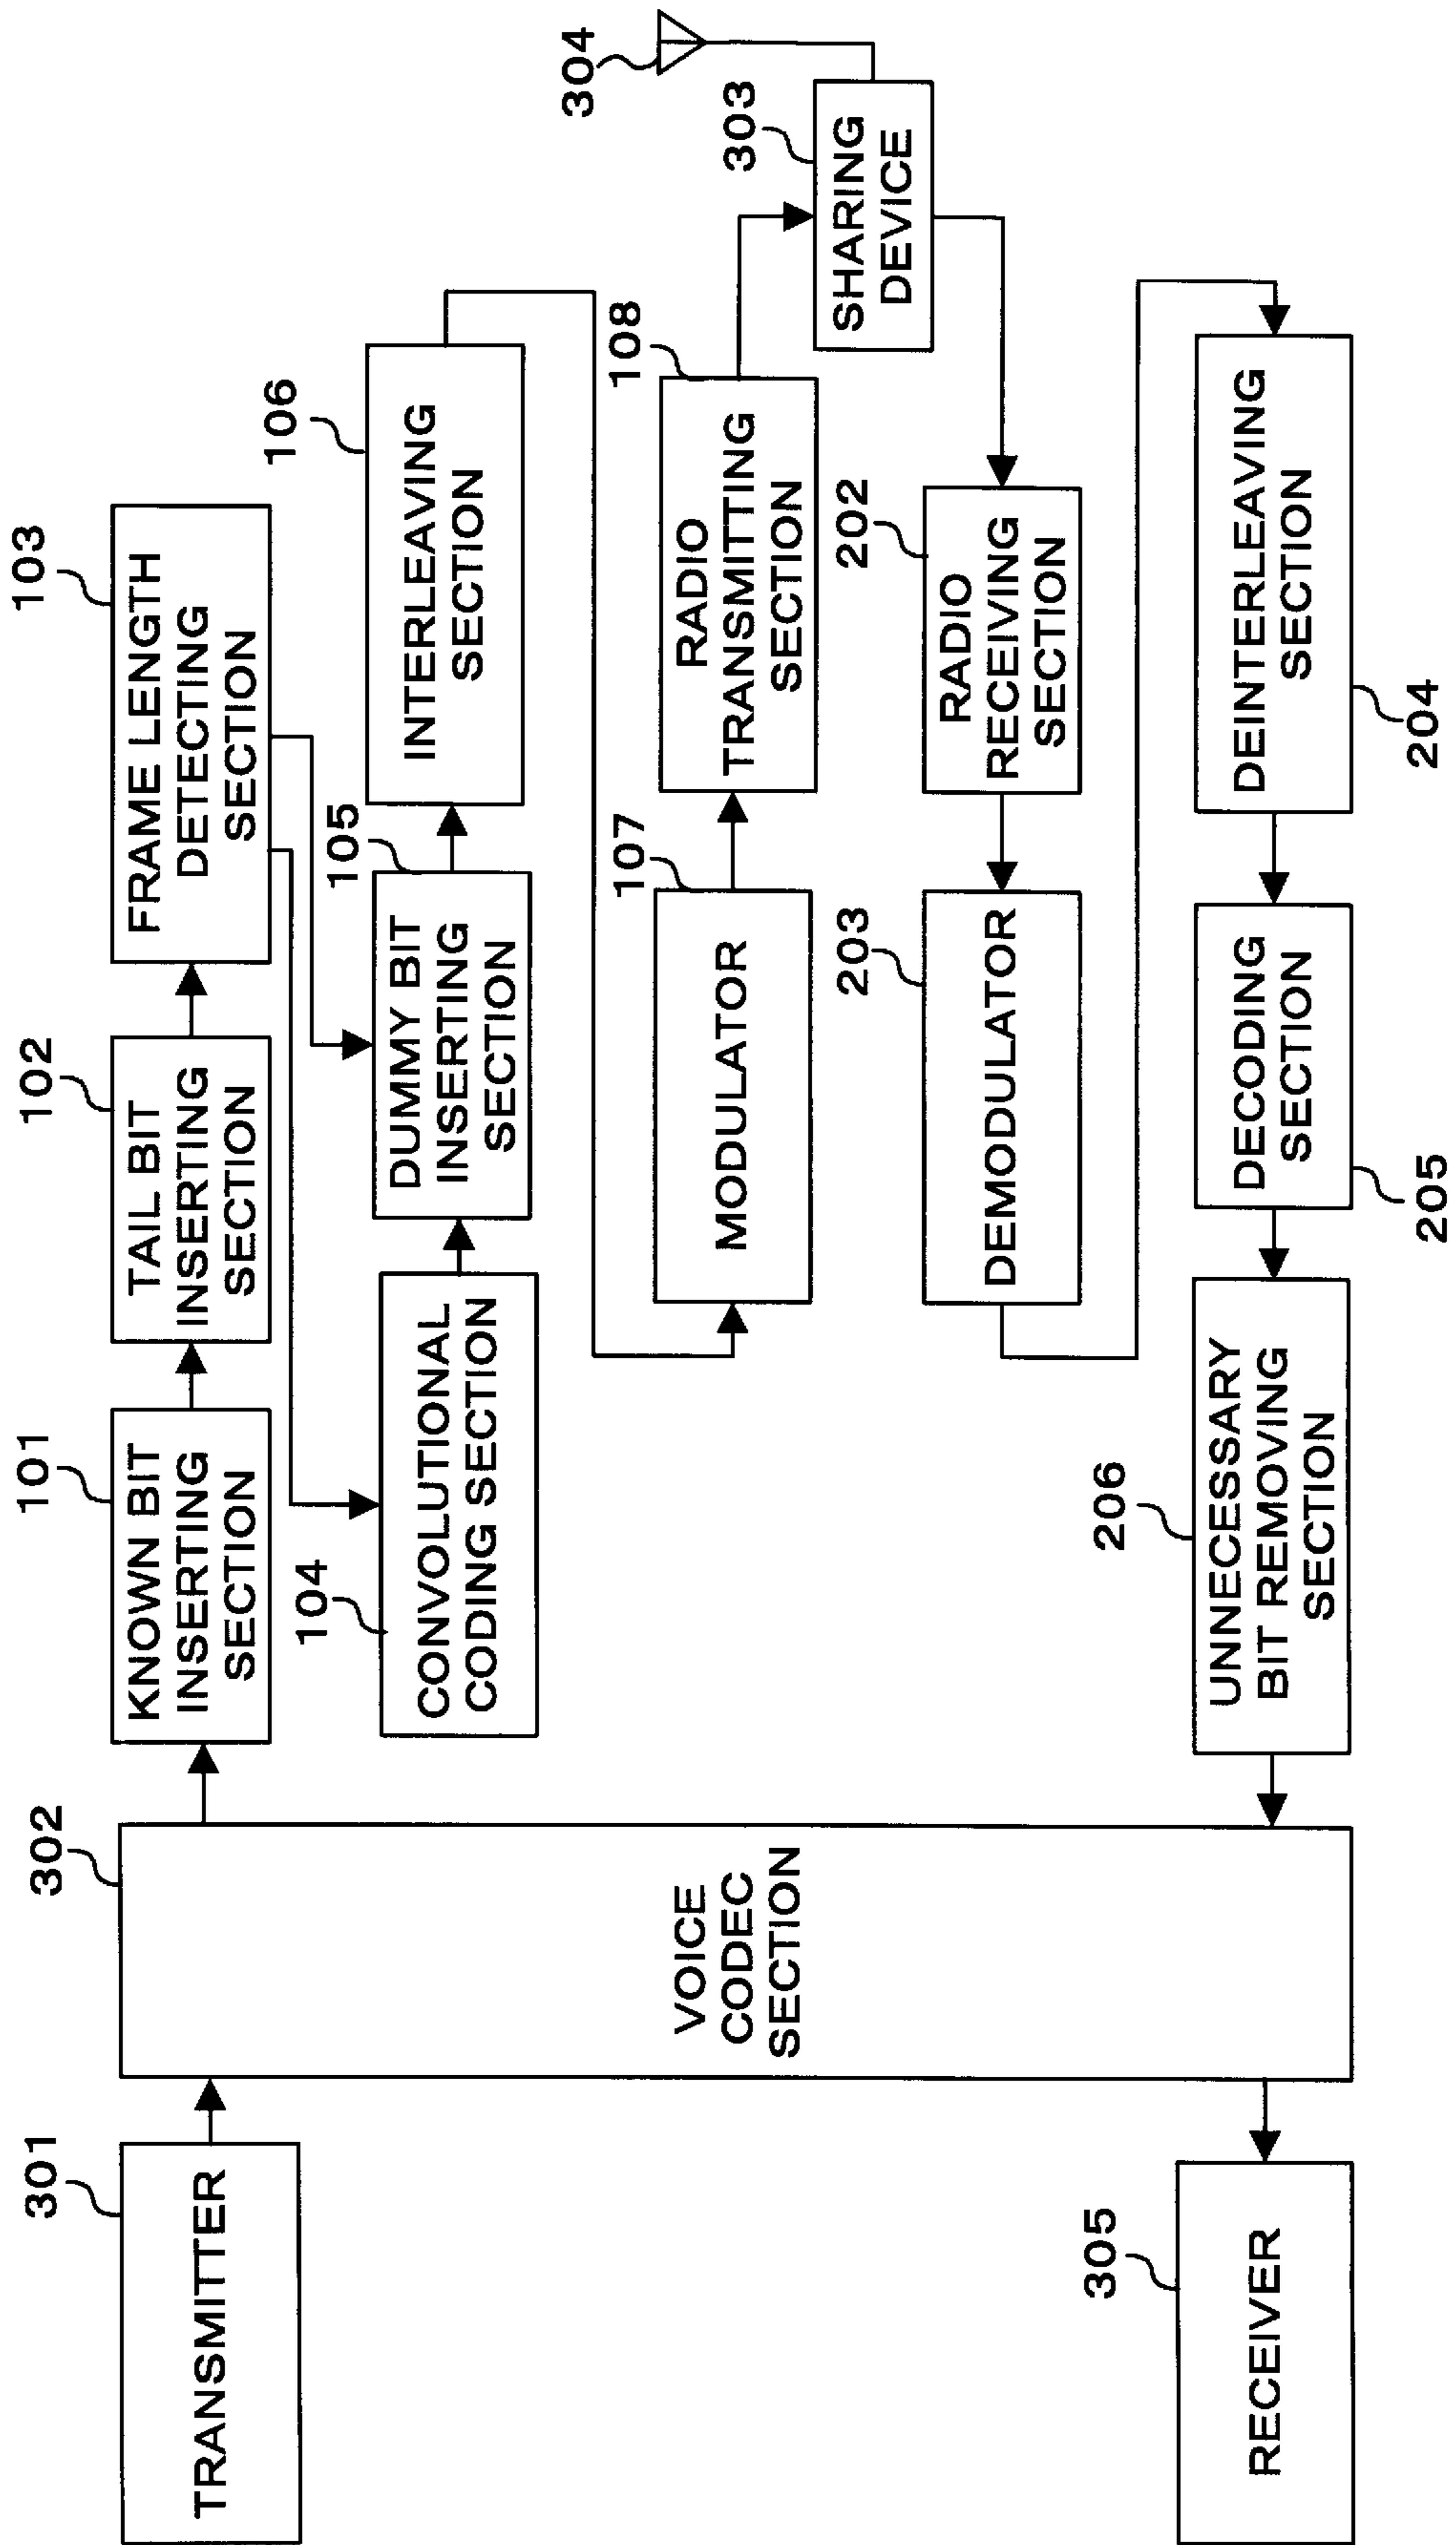 301
TRANSMITTER
302
VOICE
CODEC
SECTION
101
KNOWN BIT
INSERTING
SECTION
102
TAIL BIT
INSERTING
SECTION
103
FRAME LENGTH
DETECTING
SECTION
104
CONVOLUTIONAL
CODING SECTION
105
DUMMY BIT
INSERTING
SECTION
106
INTERLEAVING
SECTION
107
MODULATOR
108
RADIO
TRANSMITTING
SECTION
303
SHARING
DEVICE
304
202
RADIO
RECEIVING
SECTION
203
DEMODULATOR
DEINTERLEAVING
SECTION
204
DECODING
SECTION
205
206
UNNECESSARY
BIT REMOVING
SECTION
305
RECEIVER